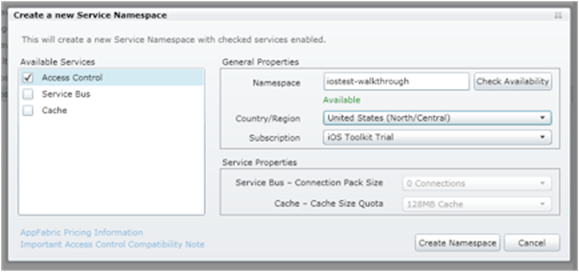 Create a new Service Namespace
This will create a new Service Namespace with checked services enabled.
Available Services
Access Control
Service Bus
Cache
General Properties
Namespace iostest-walkthrough Check Availability
Available
Country/Region United States (North/Central)
Subscription iOS Toolkit Trial
Service Properties
Service Bus – Connection Pack Size 0 Connections
Cache – Cache Size Quota 128MB Cache
AppFabric Pricing Information
Important Access Control Compatibility Note
Create Namespace Cancel